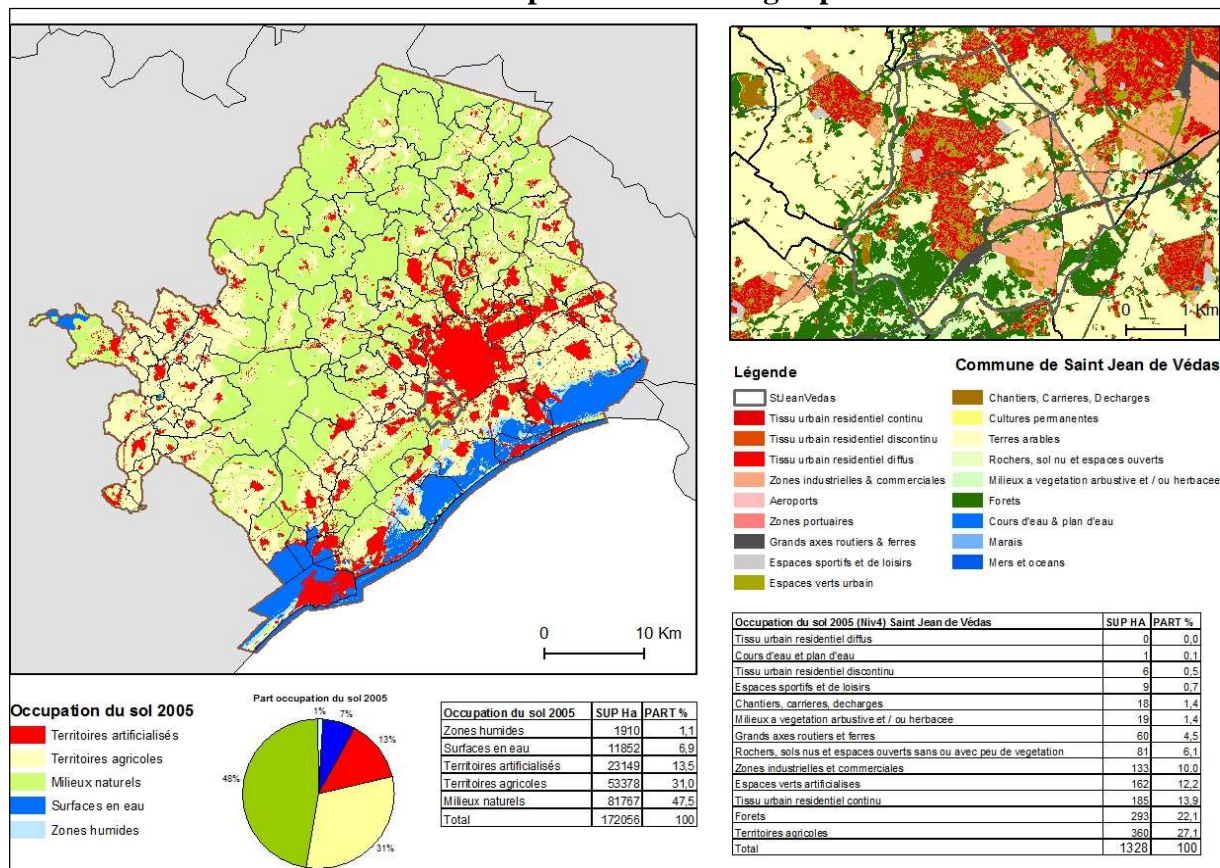 0 10 Km
0 1 Km
Occupation du sol 2005
Territoires artificialisés
Territoires agricoles
Milieux naturels
Surfaces en eau
Zones humides
Part occupation du sol 2005
1%
7%
13%
31%
48%
Occupation du sol 2005 SUP Ha PART %
Zones humides 1910 1,1
Surfaces en eau 11852 6,9
Territoires artificialisés 23149 13,5
Territoires agricoles 53378 31,0
Milieux naturels 81767 47,5
Total 172056 100
Légende
StJeanVedas
Tissu urbain residentiel continu
Tissu urbain residentiel discontinu
Tissu urbain residentiel diffus
Zones industrielles & commerciales
Aeroports
Zones portuaires
Grands axes routiers & ferres
Espaces sportifs et de loisirs
Espaces verts urbain
Commune de Saint Jean de Védas
Chantiers, Carrieres, Decharges
Cultures permanentes
Terres arables
Rochers, sol nu et espaces ouverts
Milieux a vegetation arbustive et / ou herbacee
Forets
Cours d'eau & plan d'eau
Marais
Mers et oceans
Occupation du sol 2005 (Niv4) Saint Jean de Védas SUP HA PART %
Tissu urbain residentiel diffus 0 0,0
Cours d'eau et plan d'eau 1 0,1
Tissu urbain residentiel discontinu 6 0,5
Espaces sportifs et de loisirs 9 0,7
Chantiers, carrieres, decharges 18 1,4
Milieux a vegetation arbustive et / ou herbacee 19 1,4
Grands axes routiers et ferres 60 4,5
Rochers, sols nus et espaces ouverts sans ou avec peu de vegetation 81 6,1
Zones industrielles et commerciales 133 10,0
Espaces verts artificialises 162 12,2
Tissu urbain residentiel continu 185 13,9
Forets 293 22,1
Territoires agricoles 360 27,1
Total 1328 100